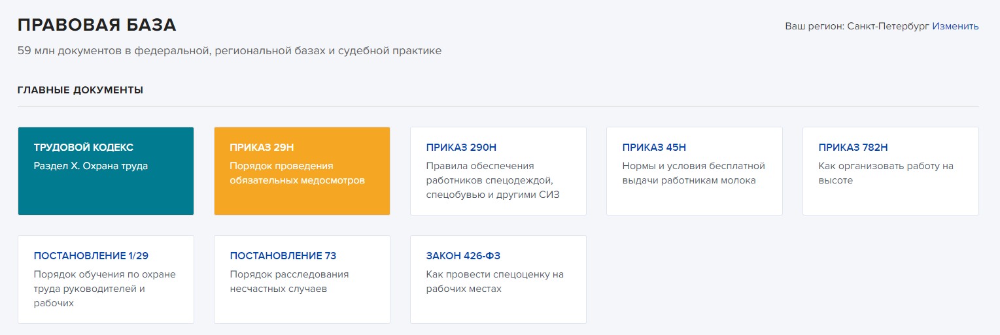 ПРАВОВАЯ БАЗА
Ваш регион: Санкт-Петербург Изменить
59 млн документов в федеральной, региональной базах и судебной практике
ГЛАВНЫЕ ДОКУМЕНТЫ
ТРУДОВОЙ КОДЕКС
Раздел X. Охрана труда
ПРИКАЗ 29Н
Порядок проведения
обязательных медосмотров
ПРИКАЗ 290Н
Правила обеспечения
работников спецодеждой,
спецобувью и другими СИЗ
ПРИКАЗ 45Н
Нормы и условия бесплатной
выдачи работникам молока
ПРИКАЗ 782Н
Как организовать работу на
высоте
ПОСТАНОВЛЕНИЕ 1/29
Порядок обучения по охране
труда руководителей и
рабочих
ПОСТАНОВЛЕНИЕ 73
Порядок расследования
несчастных случаев
ЗАКОН 426-ФЗ
Как провести спецоценку на
рабочих местах